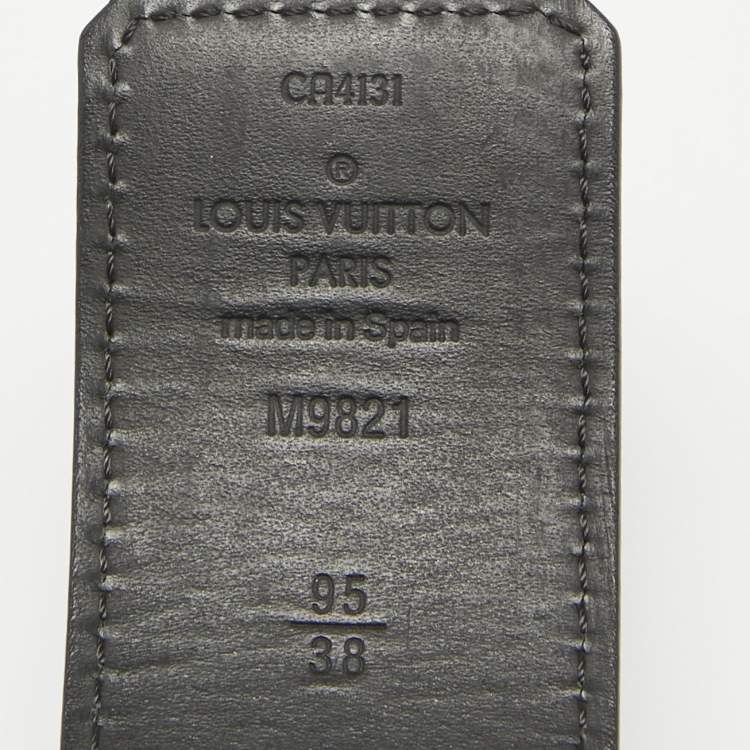 CA4131
®
LOUIS VUITTON
PARIS
made in Spain
M9821
95
38